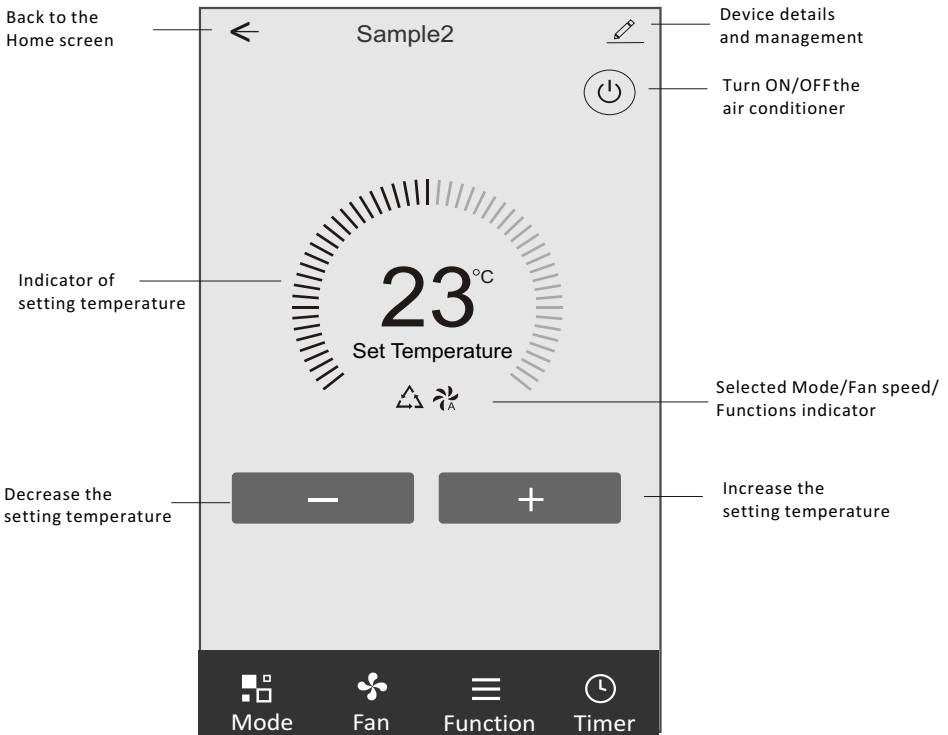 Back to the
Home screen
Sample2
Device details
and management
Turn ON/OFF the
air conditioner
Indicator of
setting temperature
23°C
Set Temperature
A
Selected Mode/Fan speed/
Functions indicator
Decrease the
setting temperature
Increase the
setting temperature
Mode
Fan
Function
Timer